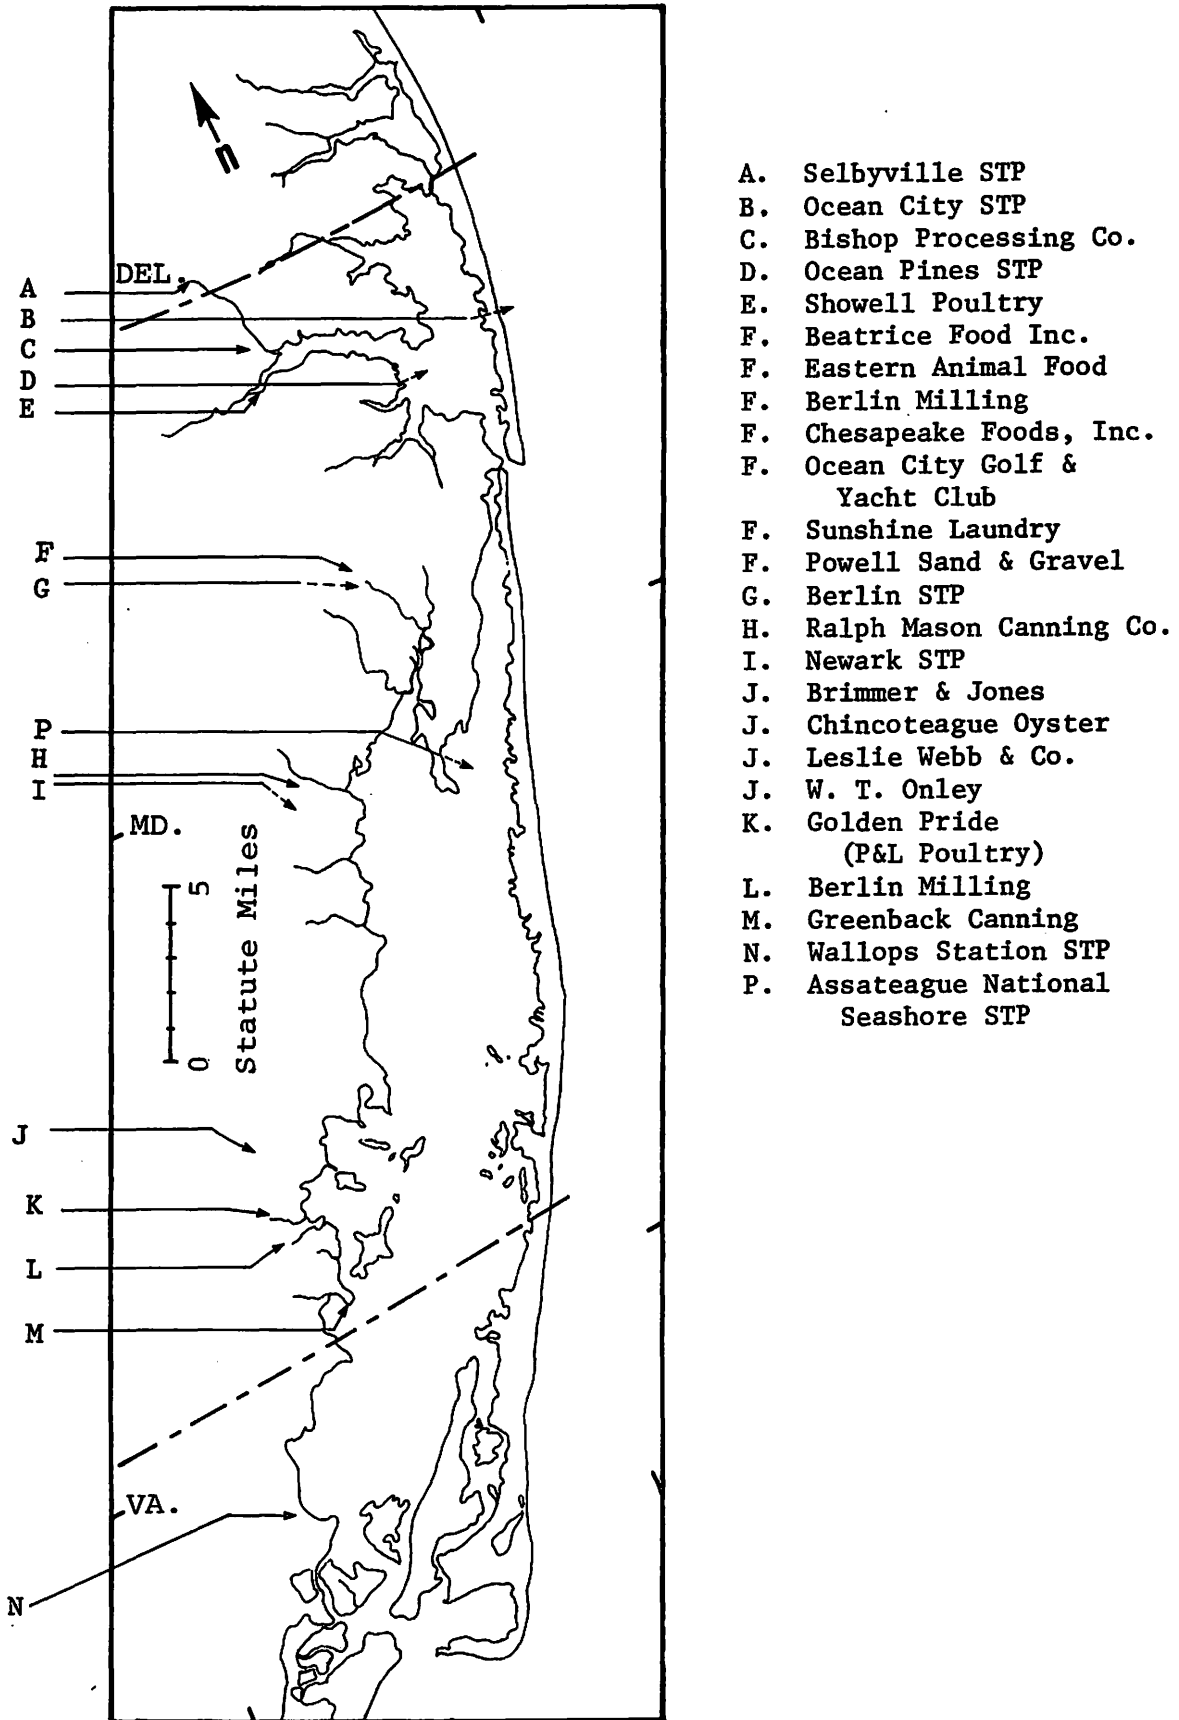 n
DEL.
A
B
C
D
E
F
G
P
H
I
MD.
5
0
Statute Miles
J
K
L
M
VA.
N
A. Selbyville STP
B. Ocean City STP
C. Bishop Processing Co.
D. Ocean Pines STP
E. Showell Poultry
F. Beatrice Food Inc.
F. Eastern Animal Food
F. Berlin Milling
F. Chesapeake Foods, Inc.
F. Ocean City Golf &
Yacht Club
F. Sunshine Laundry
F. Powell Sand & Gravel
G. Berlin STP
H. Ralph Mason Canning Co.
I. Newark STP
J. Brimmer & Jones
J. Chincoteague Oyster
J. Leslie Webb & Co.
J. W. T. Onley
K. Golden Pride
(P&L Poultry)
L. Berlin Milling
M. Greenback Canning
N. Wallops Station STP
P. Assateague National
Seashore STP